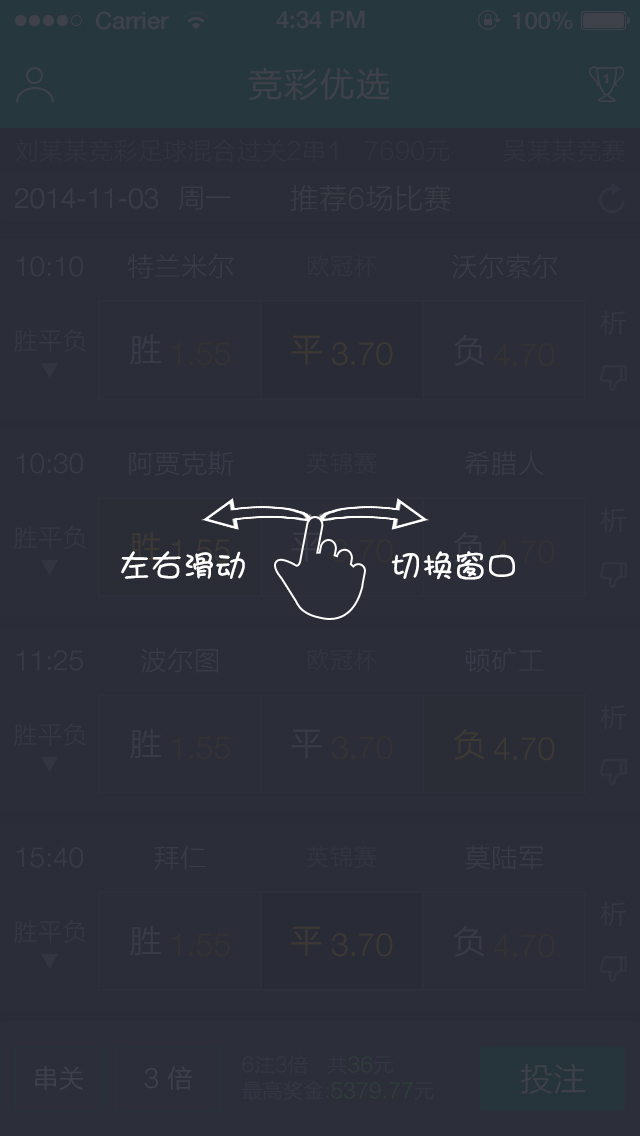 Carrier 4:34 PM 100%
竞彩优选
刘某某竞彩足球混合过关2串1 7690元 吴某某竞赛
2014-11-03 周一 推荐6场比赛
10:10 特兰米尔 欧冠杯 沃尔索尔
胜平负 胜 1.55 平 3.70 负 4.70 析
10:30 阿贾克斯 英锦赛 希腊人
胜平负 胜 1.55 平 3.70 负 4.70 析
左右滑动 切换窗口
11:25 波尔图 欧冠杯 顿矿工
胜平负 胜 1.55 平 3.70 负 4.70 析
15:40 拜仁 英锦赛 莫陆军
胜平负 胜 1.55 平 3.70 负 4.70 析
串关 3 倍 6注3倍 共36元 投注
最高奖金:5379.77元